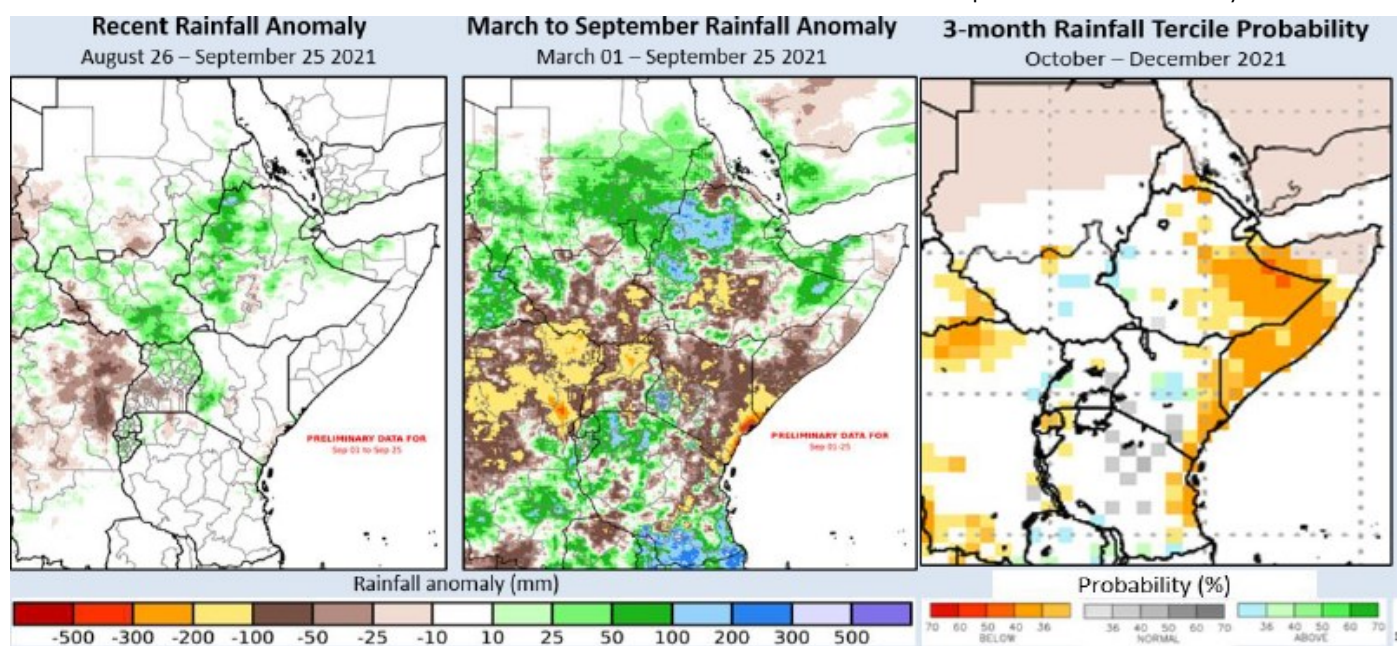 Recent Rainfall Anomaly
August 26 – September 25 2021
March to September Rainfall Anomaly
March 01 – September 25 2021
3-month Rainfall Tercile Probability
October – December 2021
PRELIMINARY DATA FOR
Sep 01 to Sep 25
PRELIMINARY DATA FOR
Sep 01-25
Rainfall anomaly (mm)
-500 -300 -200 -100 -50 -25 -10 10 25 50 100 200 300 500
Probability (%)
70 60 50 40 36
BELOW
36 40 50 60 70
NORMAL
36 40 50 60 70
ABOVE